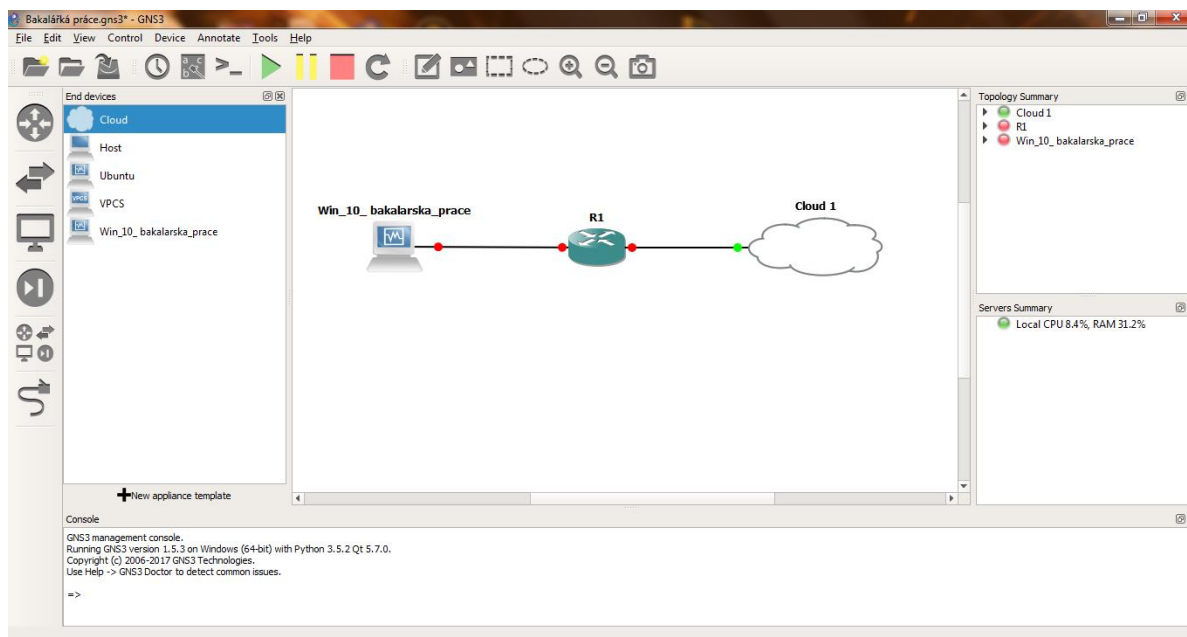 Bakalářká práce.gns3* - GNS3
File Edit View Control Device Annotate Tools Help
End devices
Cloud
Host
Ubuntu
VPCS
Win_10_ bakalarska_prace
New appliance template
Win_10_ bakalarska_prace
R1
Cloud 1
Topology Summary
Cloud 1
R1
Win_10_ bakalarska_prace
Servers Summary
Local CPU 8.4%, RAM 31.2%
Console
GNS3 management console.
Running GNS3 version 1.5.3 on Windows (64-bit) with Python 3.5.2 Qt 5.7.0.
Copyright (c) 2006-2017 GNS3 Technologies.
Use Help -> GNS3 Doctor to detect common issues.
=>